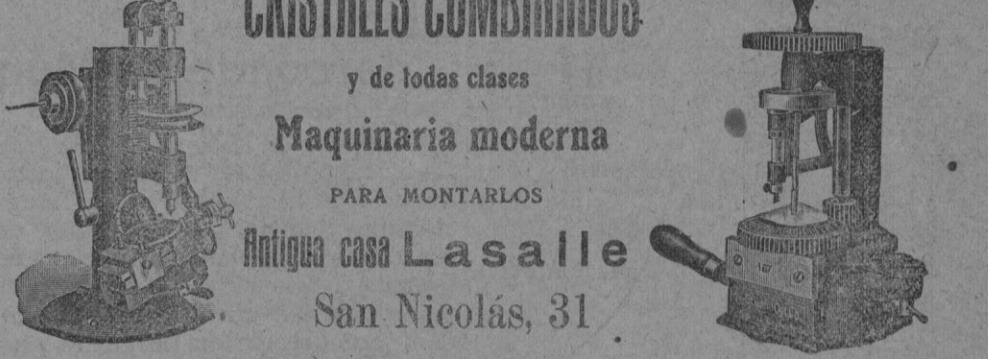 CRISTALES COMBINADOS
y de todas clases
Maquinaria moderna
PARA MONTARLOS
Antigua casa Lasalle
San Nicolás, 31